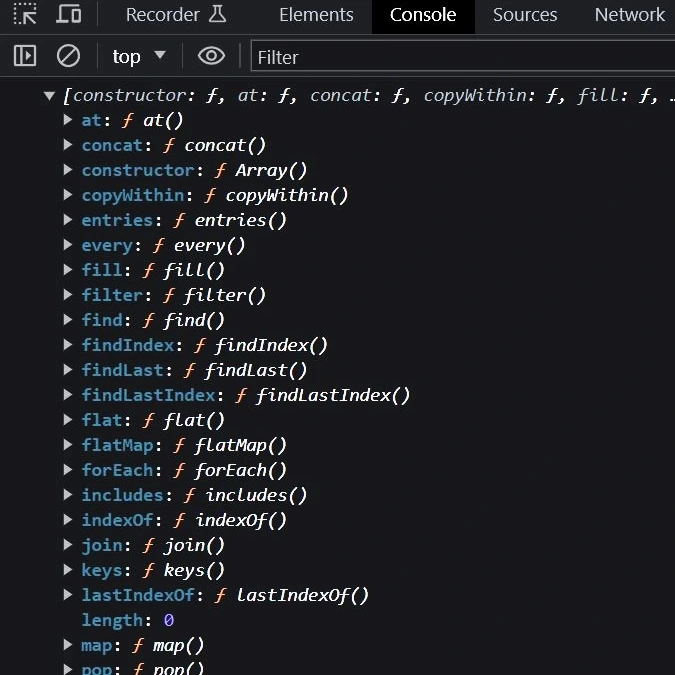 Recorder Elements Console Sources Network
top Filter
[constructor: ƒ, at: ƒ, concat: ƒ, copyWithin: ƒ, fill: ƒ, …
at: ƒ at()
concat: ƒ concat()
constructor: ƒ Array()
copyWithin: ƒ copyWithin()
entries: ƒ entries()
every: ƒ every()
fill: ƒ fill()
filter: ƒ filter()
find: ƒ find()
findIndex: ƒ findIndex()
findLast: ƒ findLast()
findLastIndex: ƒ findLastIndex()
flat: ƒ flat()
flatMap: ƒ flatMap()
forEach: ƒ forEach()
includes: ƒ includes()
indexOf: ƒ indexOf()
join: ƒ join()
keys: ƒ keys()
lastIndexOf: ƒ lastIndexOf()
length: 0
map: ƒ map()
pop: ƒ pop()